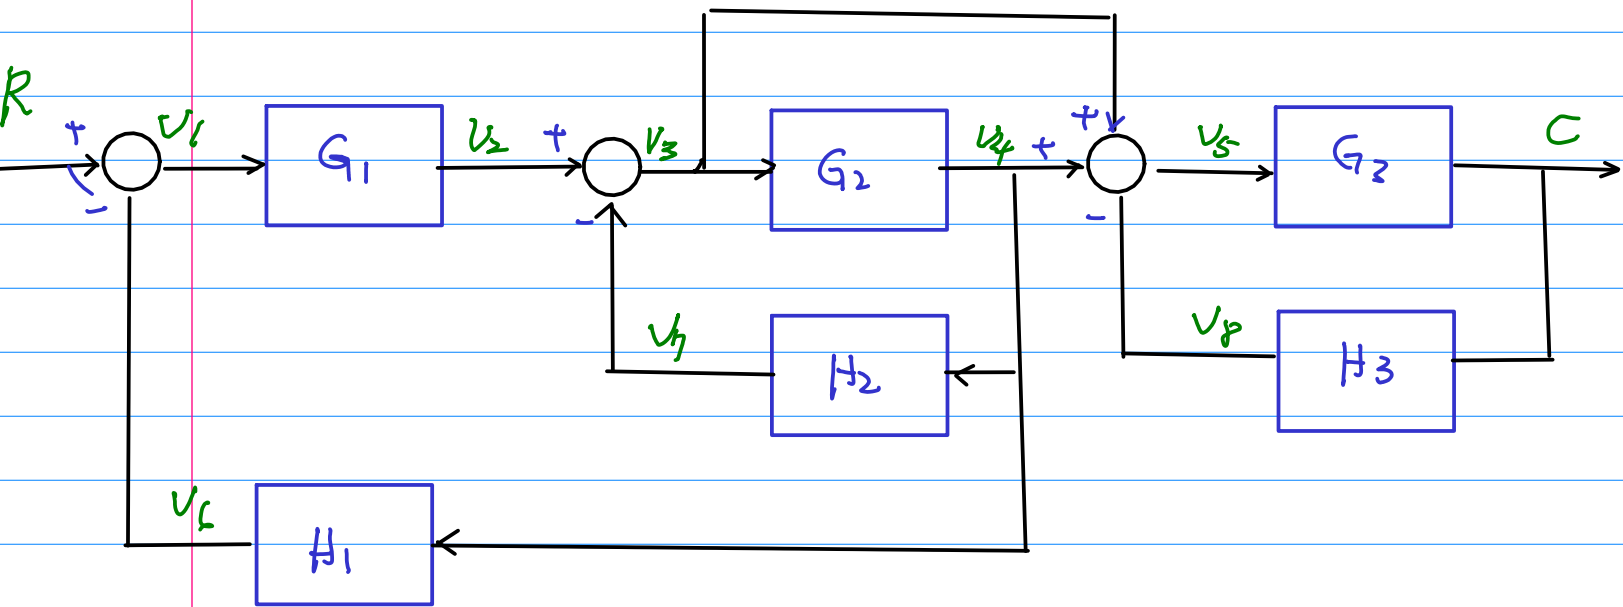 R + - V1 G1 V2 + - V3 G2 V4 + + - V5 G3 C
V7 H2 V8 H3
V6 H1